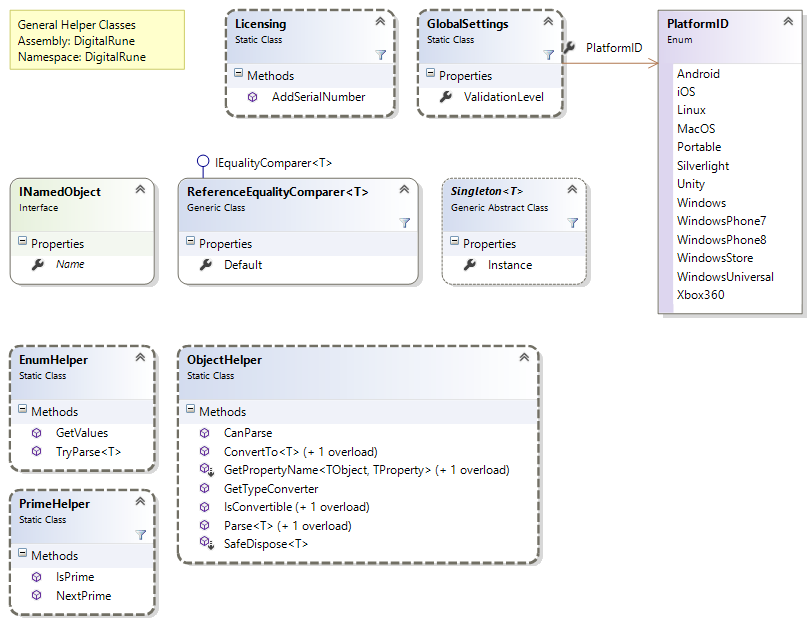 General Helper Classes
Assembly: DigitalRune
Namespace: DigitalRune
Licensing
Static Class
Methods
AddSerialNumber
GlobalSettings
Static Class
Properties
ValidationLevel
PlatformID
PlatformID
Enum
Android
iOS
Linux
MacOS
Portable
Silverlight
Unity
Windows
WindowsPhone7
WindowsPhone8
WindowsStore
WindowsUniversal
Xbox360
INamedObject
Interface
Properties
Name
IEqualityComparer<T>
ReferenceEqualityComparer<T>
Generic Class
Properties
Default
Singleton<T>
Generic Abstract Class
Properties
Instance
EnumHelper
Static Class
Methods
GetValues
TryParse<T>
ObjectHelper
Static Class
Methods
CanParse
ConvertTo<T> (+ 1 overload)
GetPropertyName<TObject, TProperty> (+ 1 overload)
GetTypeConverter
IsConvertible (+ 1 overload)
Parse<T> (+ 1 overload)
SafeDispose<T>
PrimeHelper
Static Class
Methods
IsPrime
NextPrime